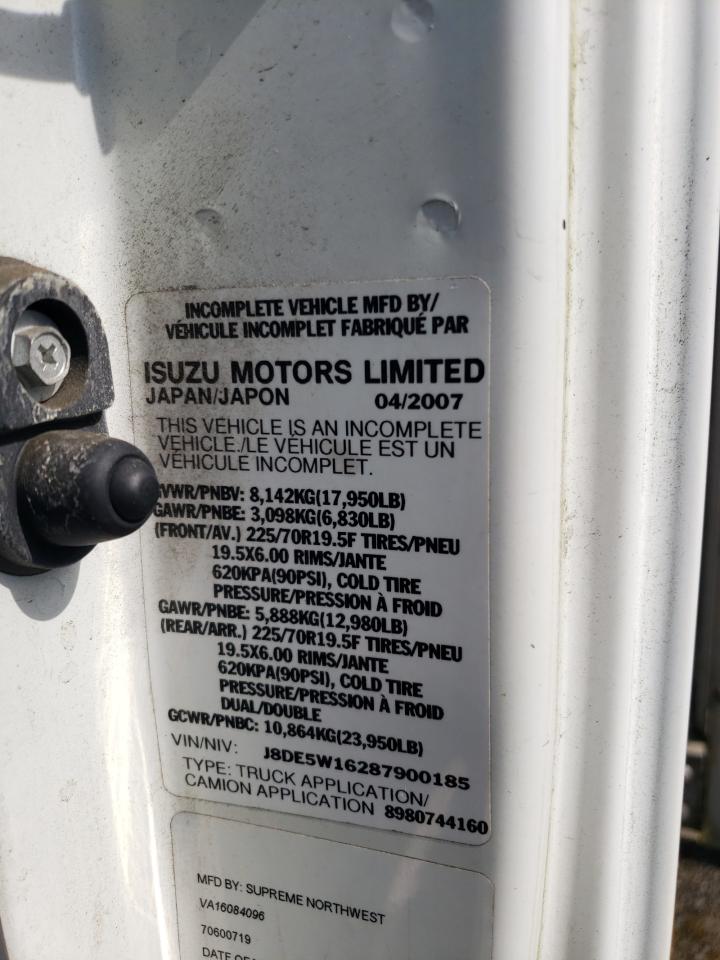 INCOMPLETE VEHICLE MFD BY/
VÉHICULE INCOMPLET FABRIQUÉ PAR
ISUZU MOTORS LIMITED
JAPAN/JAPON 04/2007
THIS VEHICLE IS AN INCOMPLETE
VEHICLE./LE VÉHICULE EST UN
VÉHICULE INCOMPLET.
GVWR/PNBV: 8,142KG(17,950LB)
GAWR/PNBE: 3,098KG(6,830LB)
(FRONT/AV.) 225/70R19.5F TIRES/PNEU
19.5X6.00 RIMS/JANTE
620KPA(90PSI), COLD TIRE
PRESSURE/PRESSION À FROID
GAWR/PNBE: 5,888KG(12,980LB)
(REAR/ARR.) 225/70R19.5F TIRES/PNEU
19.5X6.00 RIMS/JANTE
620KPA(90PSI), COLD TIRE
PRESSURE/PRESSION À FROID
DUAL/DOUBLE
GCWR/PNBC: 10,864KG(23,950LB)
VIN/NIV: J8DE5W16287900185
TYPE: TRUCK APPLICATION/
CAMION APPLICATION 8980744160
MFD BY: SUPREME NORTHWEST
VA16084096
70600719
DATE OF